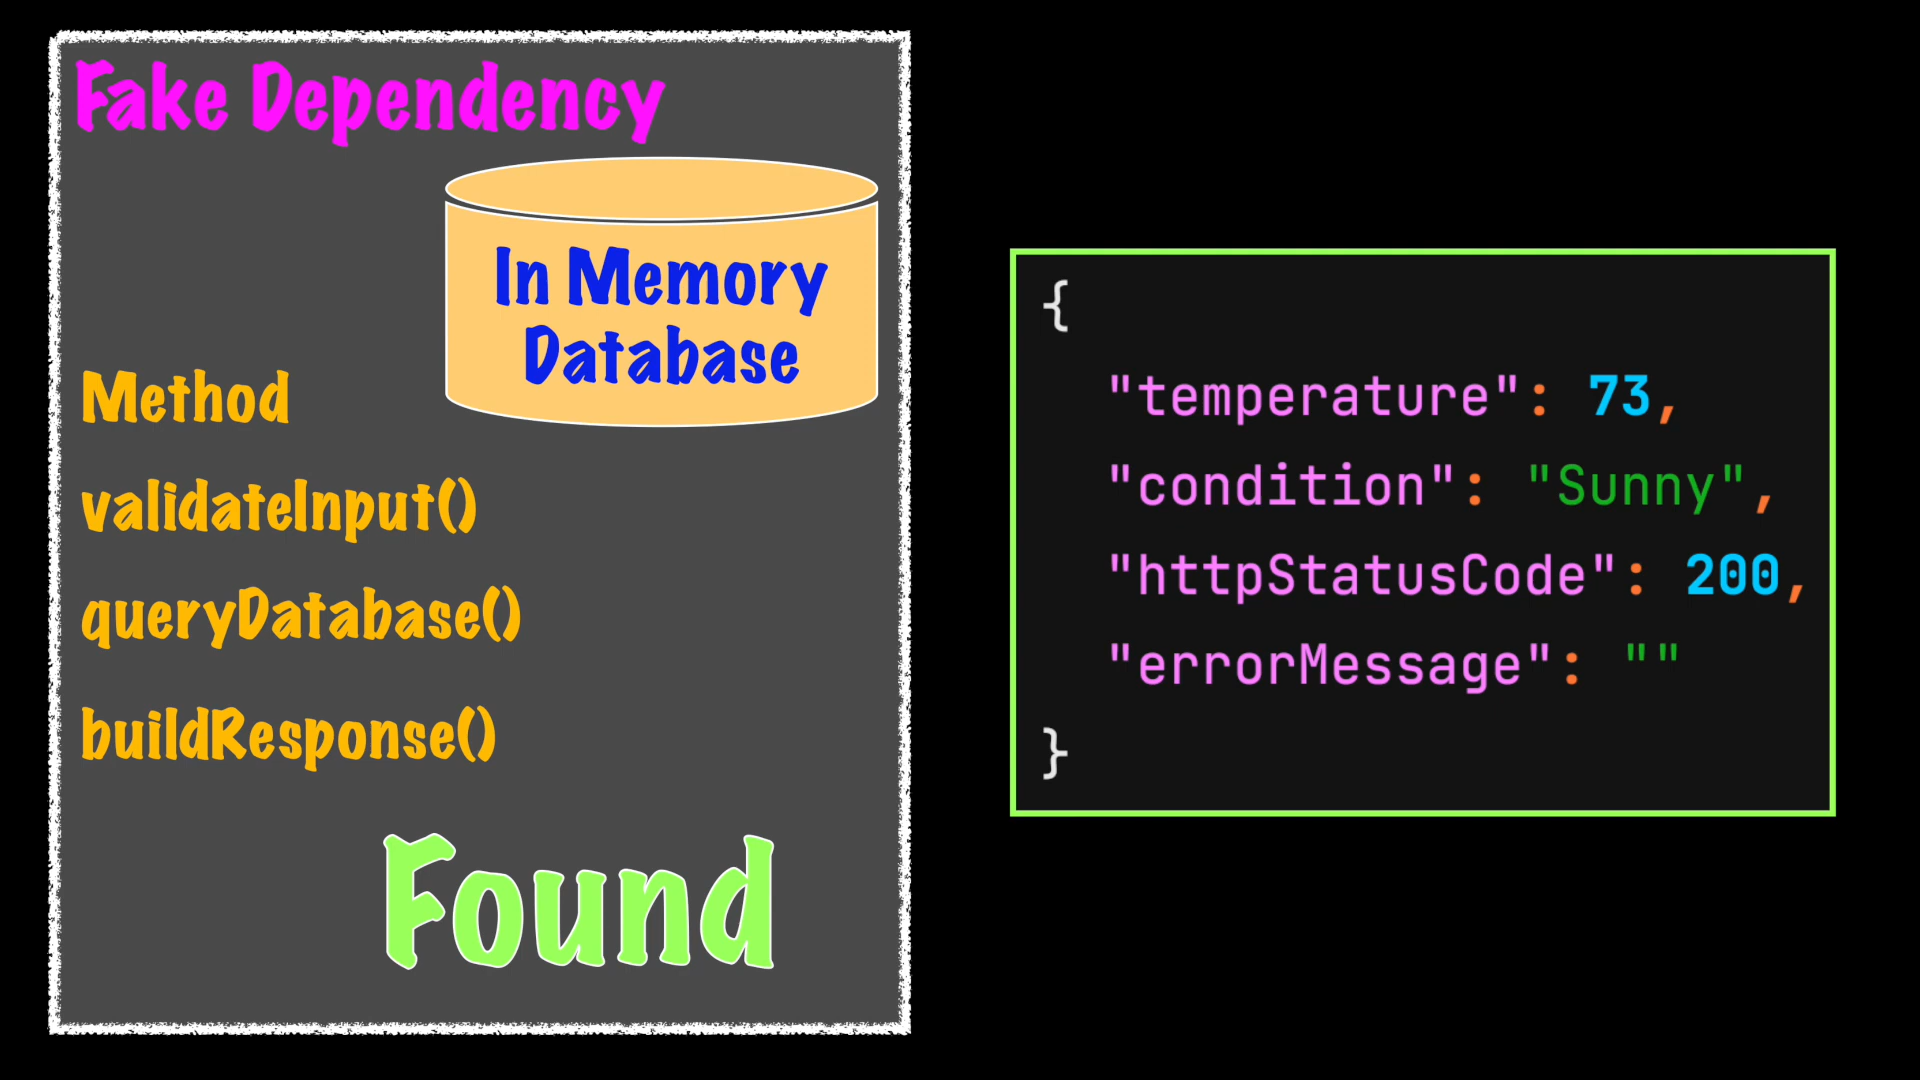 Fake Dependency
In Memory
Database
Method
validateInput()
queryDatabase()
buildResponse()
Found
{
"temperature": 73,
"condition": "Sunny",
"httpStatusCode": 200,
"errorMessage": ""
}